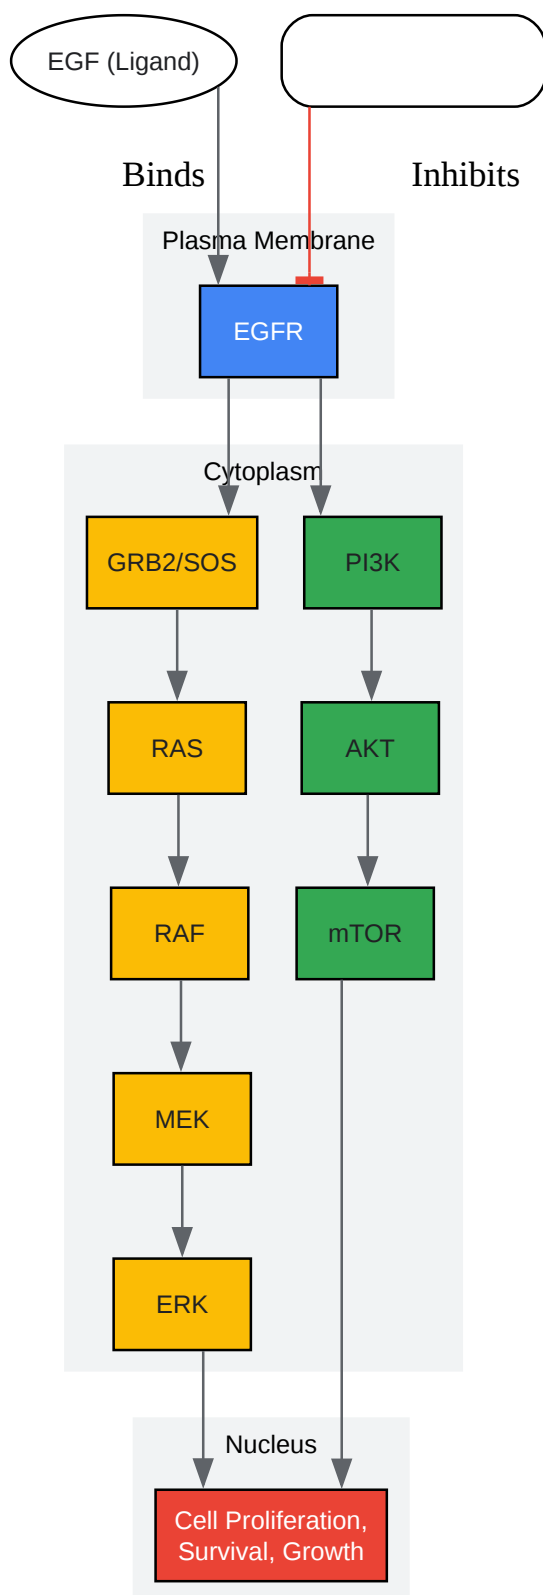 EGF (Ligand)
Binds
Inhibits
Plasma Membrane
EGFR
Cytoplasm
GRB2/SOS
PI3K
RAS
AKT
RAF
mTOR
MEK
ERK
Nucleus
Cell Proliferation,
Survival, Growth